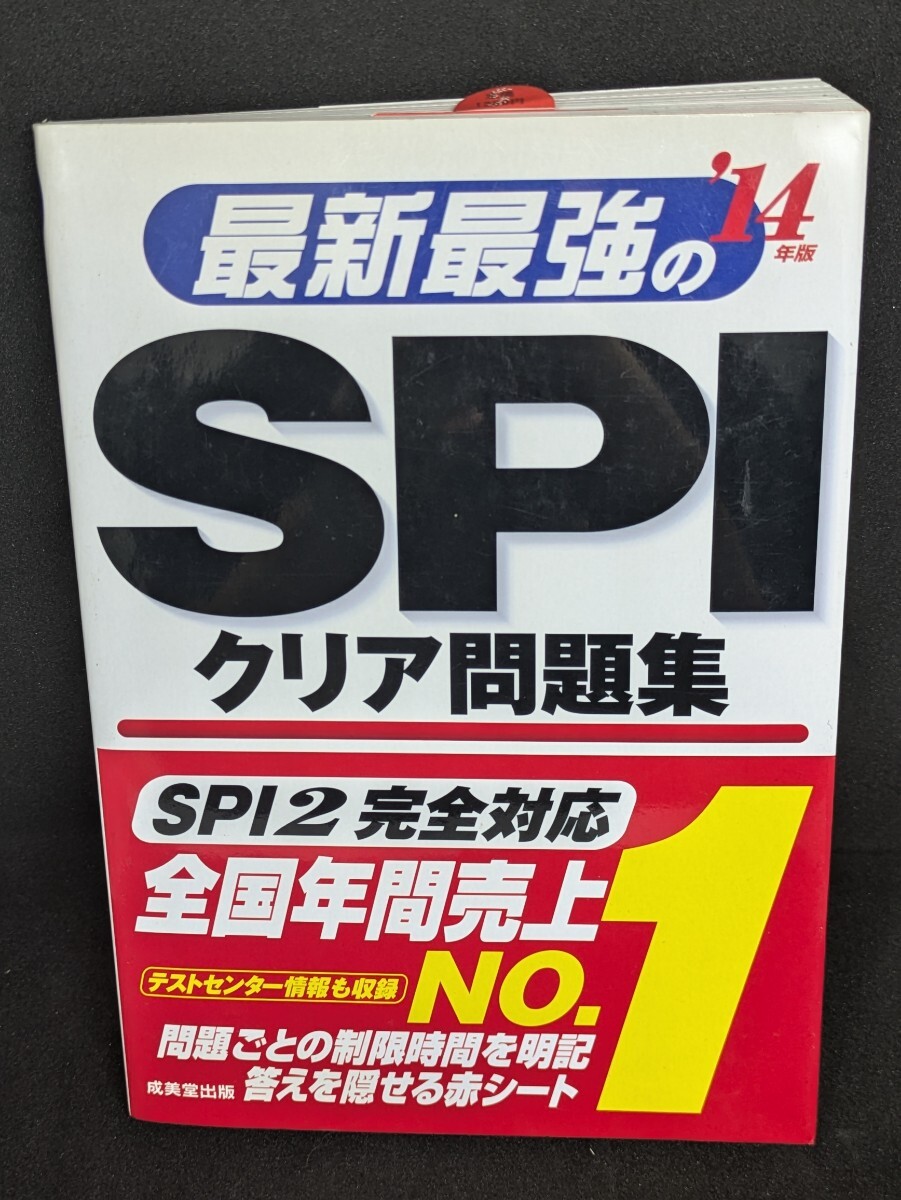 '14
年版
最新最強の
SPI
クリア問題集
SPI2 完全対応
全国年間売上
NO.1
テストセンター情報も収録
問題ごとの制限時間を明記
答えを隠せる赤シート
成美堂出版